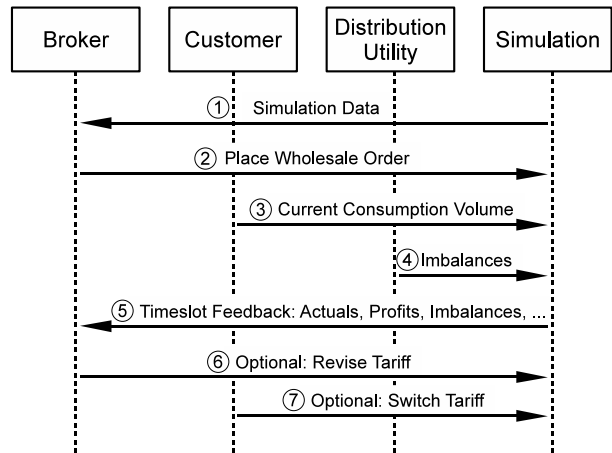 Broker
Customer
Distribution
Utility
Simulation
1 Simulation Data
2 Place Wholesale Order
3 Current Consumption Volume
4 Imbalances
5 Timeslot Feedback: Actuals, Profits, Imbalances, ...
6 Optional: Revise Tariff
7 Optional: Switch Tariff